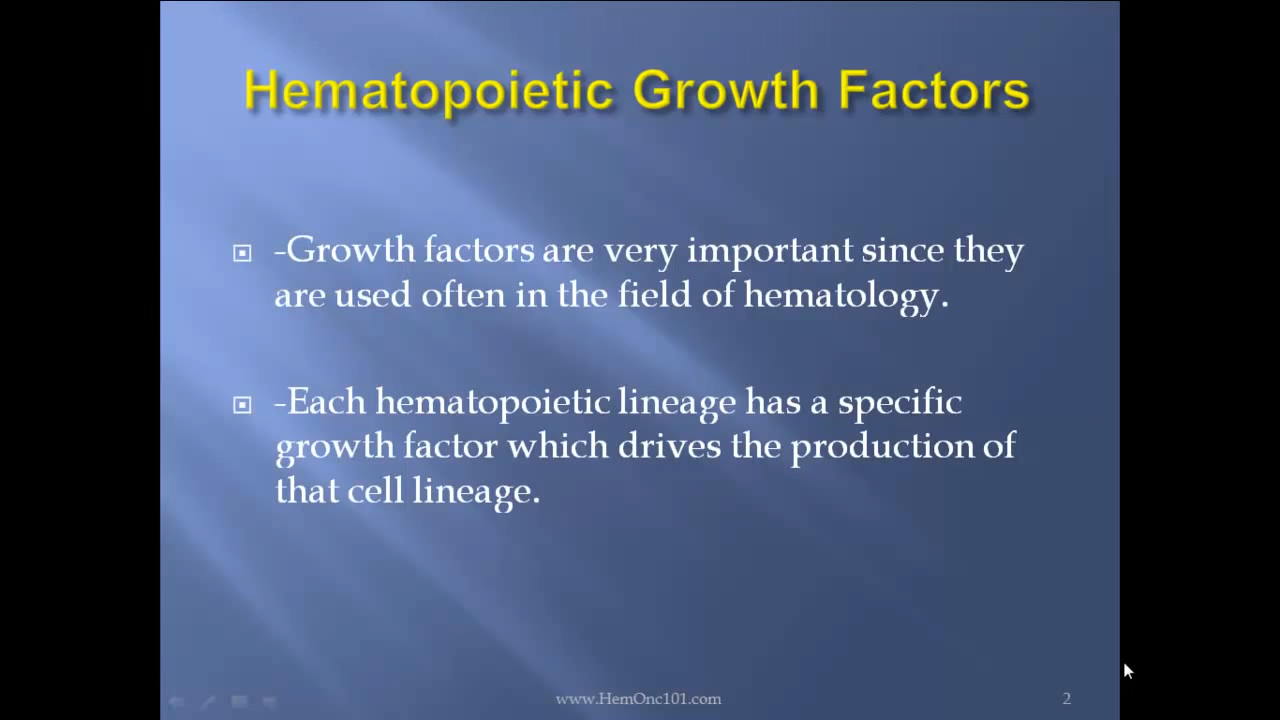 Hematopoietic Growth Factors
-Growth factors are very important since they
are used often in the field of hematology.
-Each hematopoietic lineage has a specific
growth factor which drives the production of
that cell lineage.
www.HemOnc101.com
2